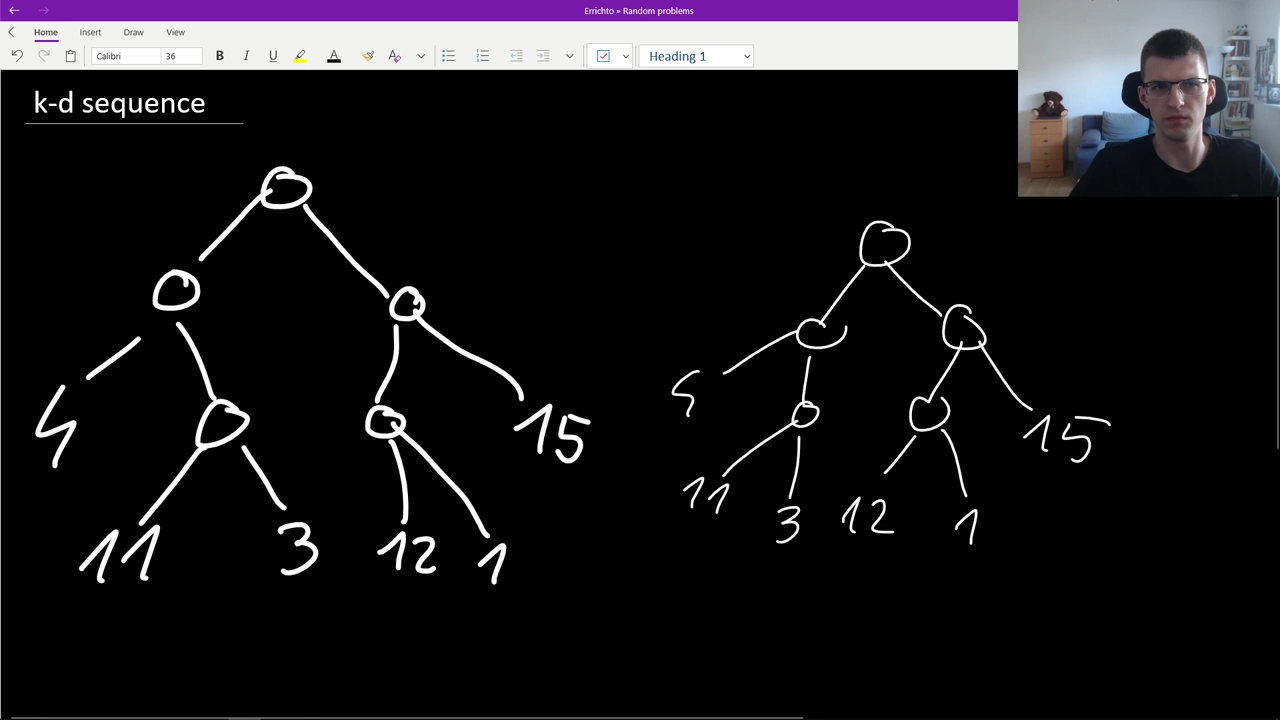 Errichto » Random problems
Home Insert Draw View
Calibri 36 B I U A A Heading 1
k-d sequence
4 15
11 3 12 1
4 15
11 3 12 1